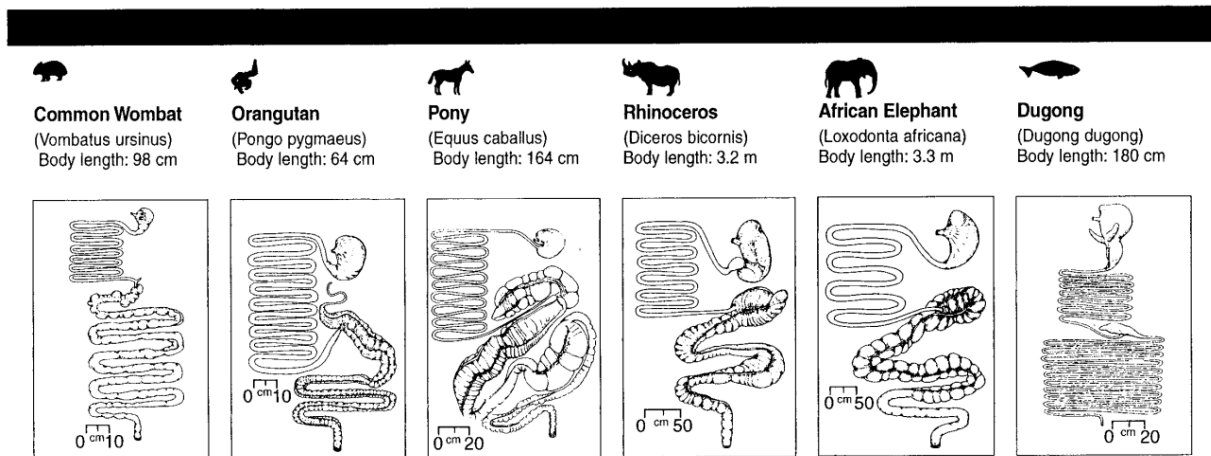 Common Wombat
(Vombatus ursinus)
Body length: 98 cm
Orangutan
(Pongo pygmaeus)
Body length: 64 cm
Pony
(Equus caballus)
Body length: 164 cm
Rhinoceros
(Diceros bicornis)
Body length: 3.2 m
African Elephant
(Loxodonta africana)
Body length: 3.3 m
Dugong
(Dugong dugong)
Body length: 180 cm
0 cm 10
0 cm 10
0 cm 20
0 cm 50
0 cm 50
0 cm 20